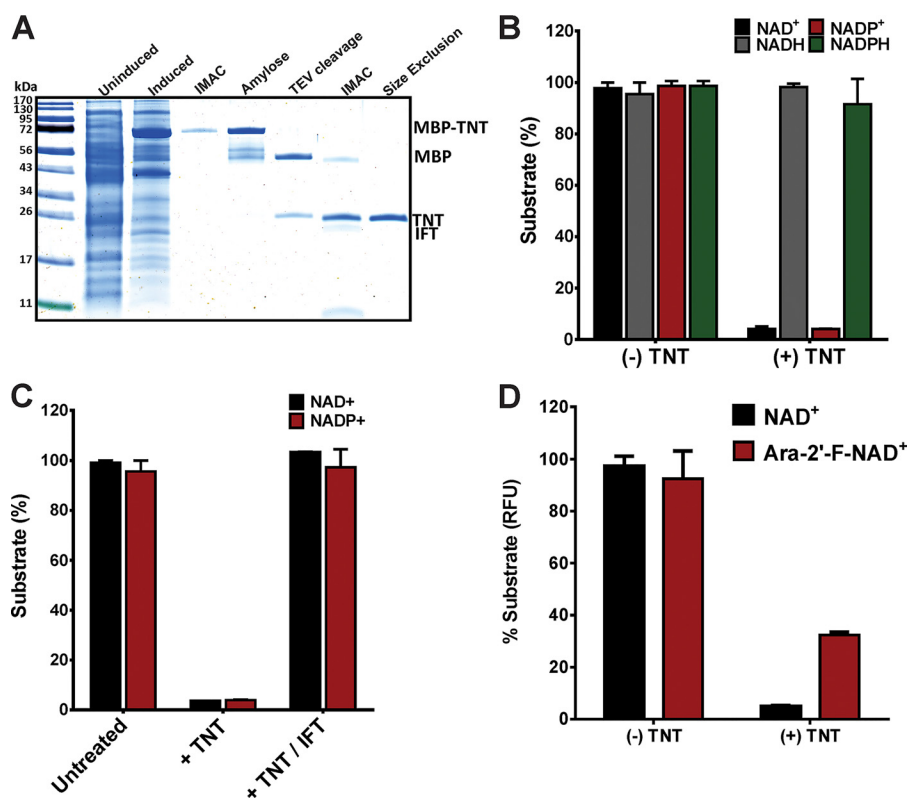 A
Uninduced
Induced
IMAC
Amylose
TEV cleavage
IMAC
Size Exclusion
kDa
170
130
95
72
56
43
34
26
17
11
MBP-TNT
MBP
TNT
IFT
B
NAD+ NADP+
NADH NADPH
Substrate (%)
120
100
80
60
40
20
0
(-) TNT (+) TNT
C
NAD+
NADP+
Substrate (%)
120
100
80
60
40
20
0
Untreated
+ TNT
+ TNT / IFT
D
NAD+
Ara-2'-F-NAD+
% Substrate (RFU)
120
100
80
60
40
20
0
(-) TNT (+) TNT